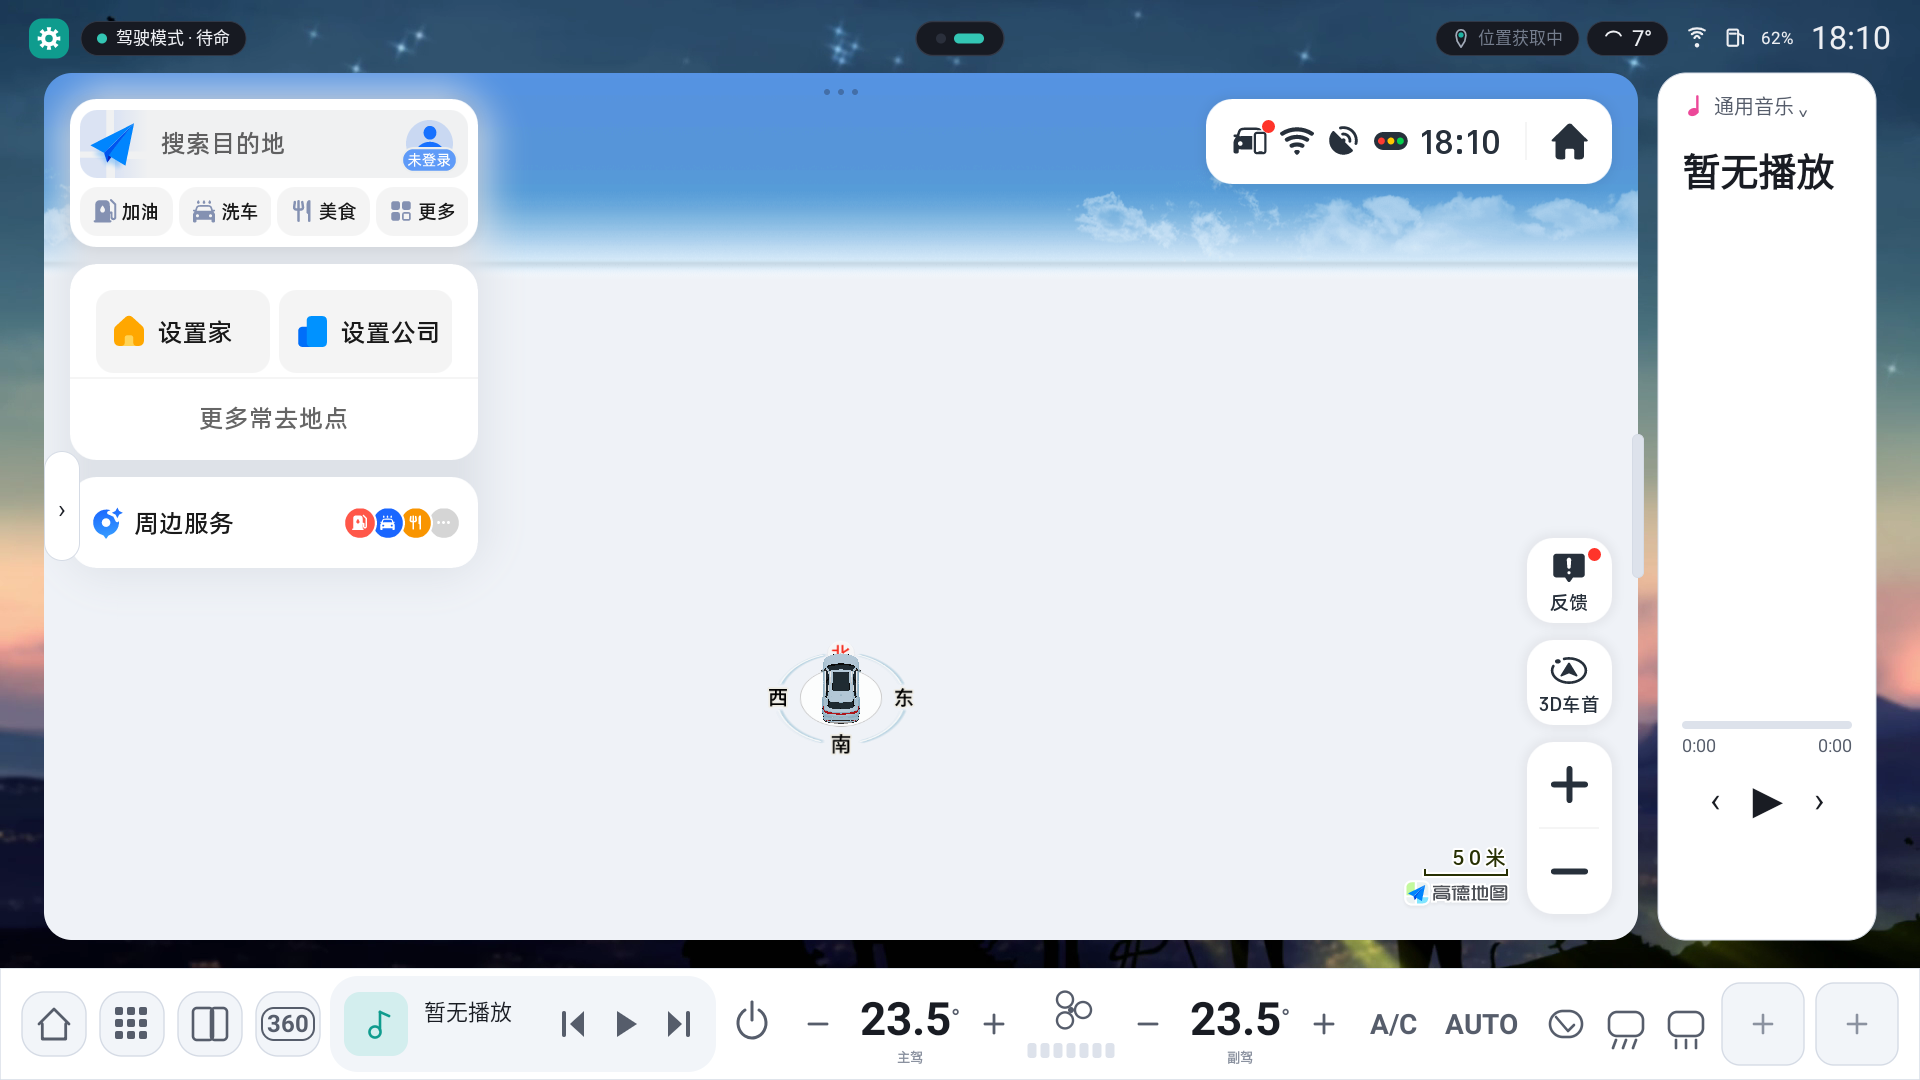 驾驶模式 · 待命
位置获取中
7°
62%
18:10
搜索目的地
未登录
加油
洗车
美食
更多
18:10
通用音乐
暂无播放
设置家
设置公司
更多常去地点
周边服务
反馈
3D车首
北
西
东
南
50米
高德地图
0:00
0:00
360
暂无播放
23.5°
主驾
23.5°
副驾
A/C
AUTO